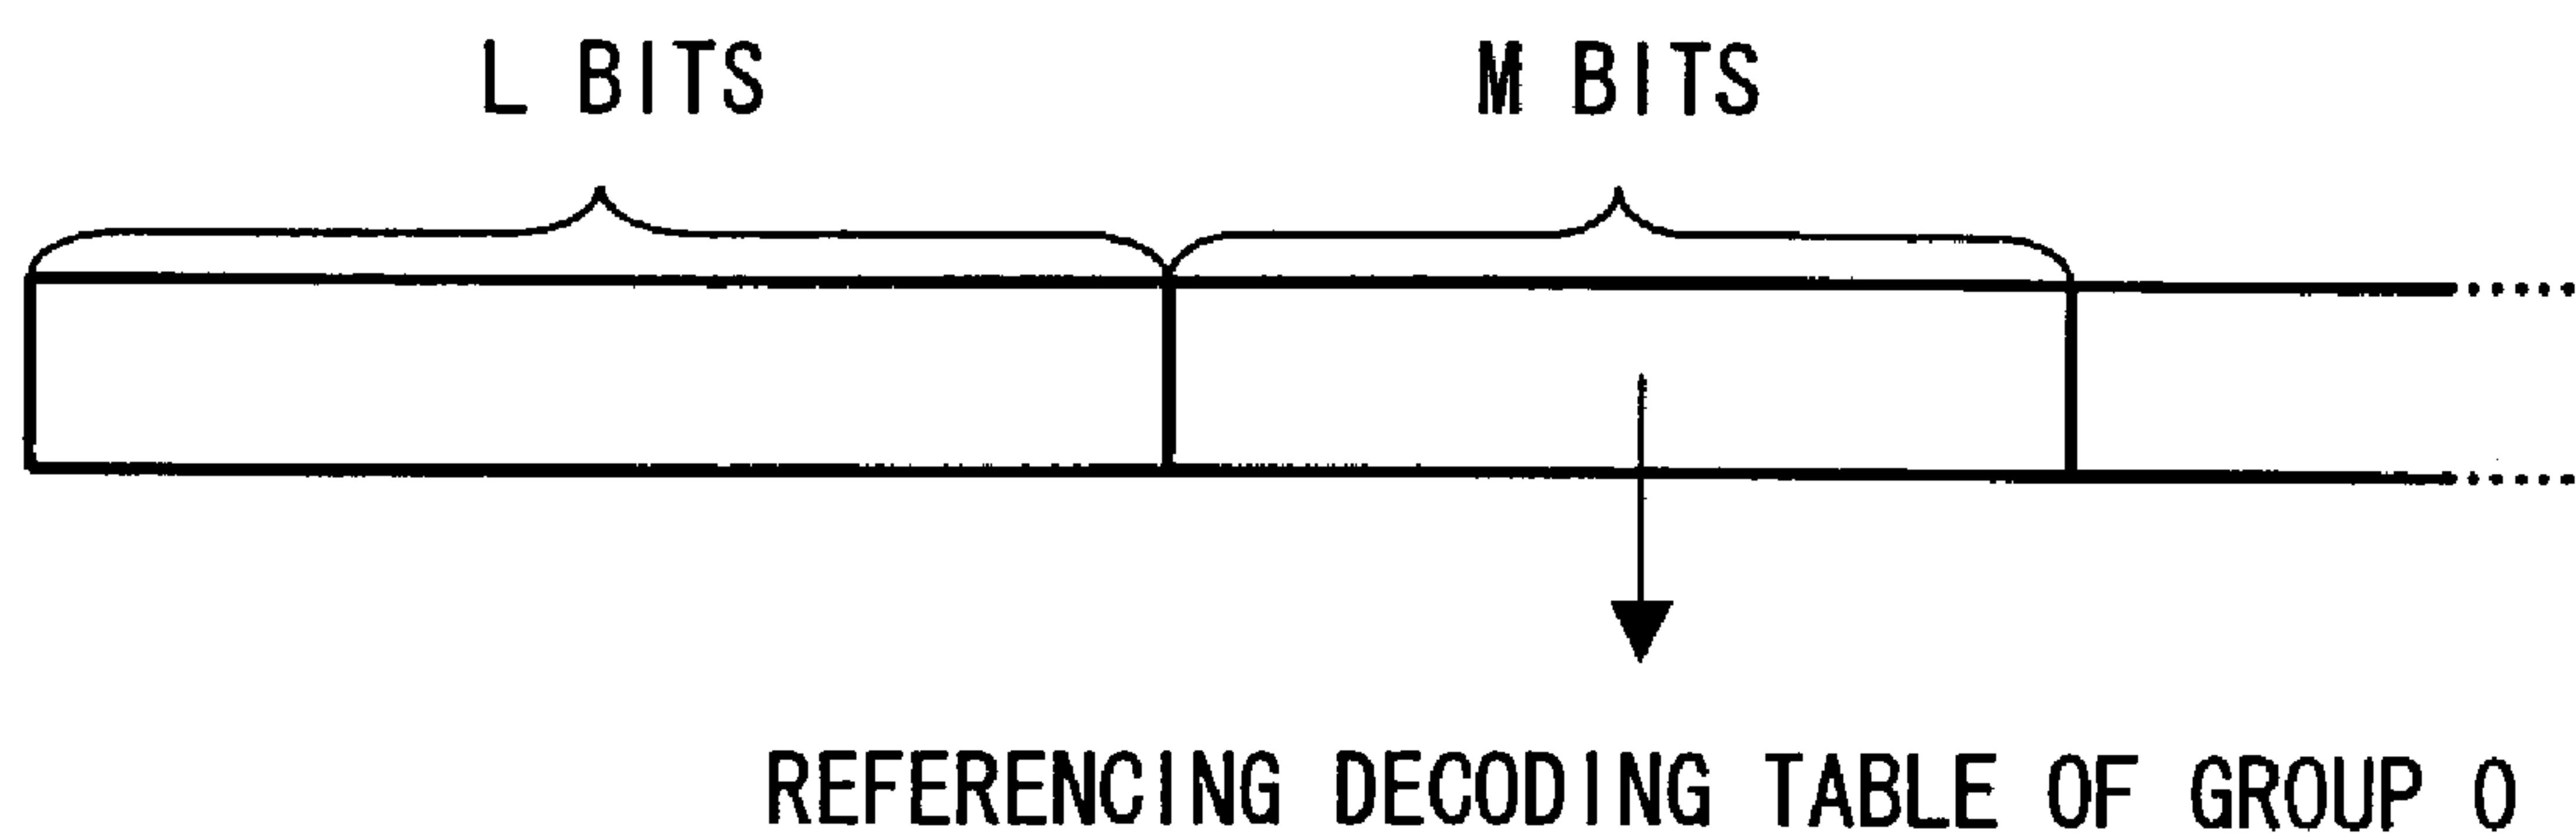 L BITS M BITS
REFERENCING DECODING TABLE OF GROUP 0